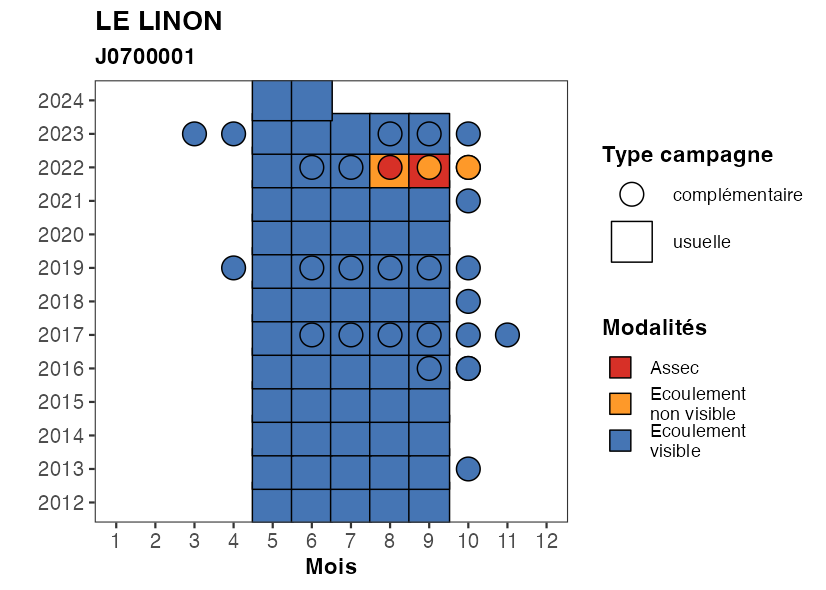 LE LINON
J0700001
2024
2023
2022
2021
2020
2019
2018
2017
2016
2015
2014
2013
2012
1 2 3 4 5 6 7 8 9 10 11 12
Mois
Type campagne
complémentaire
usuelle
Modalités
Assec
Ecoulement
non visible
Ecoulement
visible